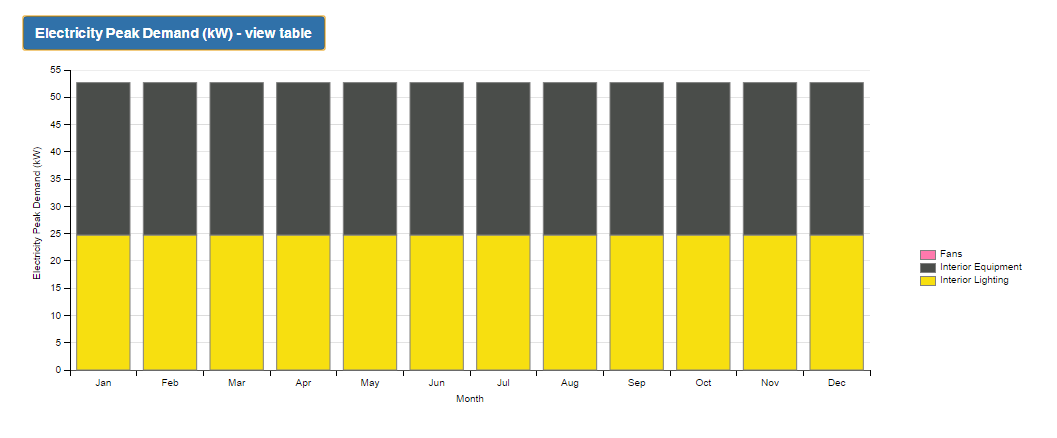 Electricity Peak Demand (kW) - view table
55
50
45
40
35
30
25
20
15
10
5
0
Electricity Peak Demand (kW)
Jan Feb Mar Apr May Jun Jul Aug Sep Oct Nov Dec
Month
Fans
Interior Equipment
Interior Lighting